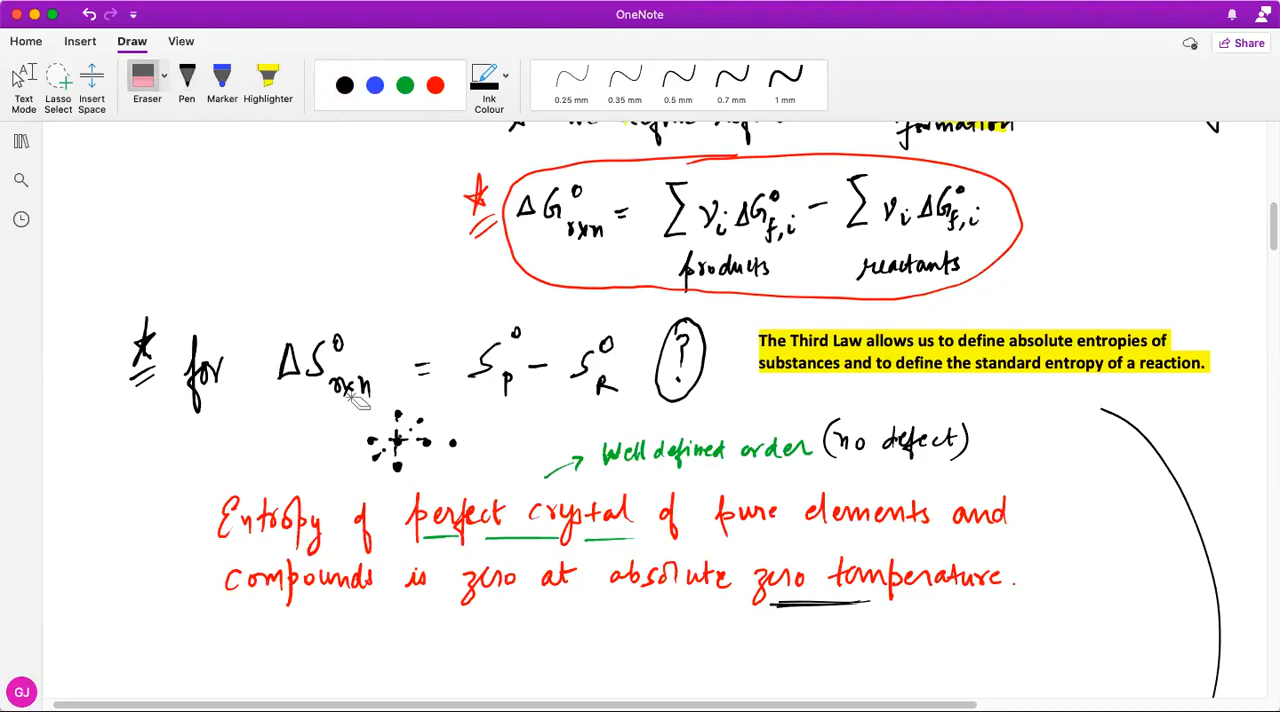 OneNote
Home Insert Draw View
Share
Text Mode
Lasso Select
Insert Space
Eraser
Pen
Marker
Highlighter
Ink Colour
0.25 mm 0.35 mm 0.5 mm 0.7 mm 1 mm
formation
ΔG°rxn = Σ νi ΔG°f,i − Σ νi ΔG°f,i
products reactants
for ΔS°rxn = S°P − S°R ?
The Third Law allows us to define absolute entropies of
substances and to define the standard entropy of a reaction.
Well defined order (no defect)
Entropy of perfect crystal of pure elements and
compounds is zero at absolute zero temperature.
GJ